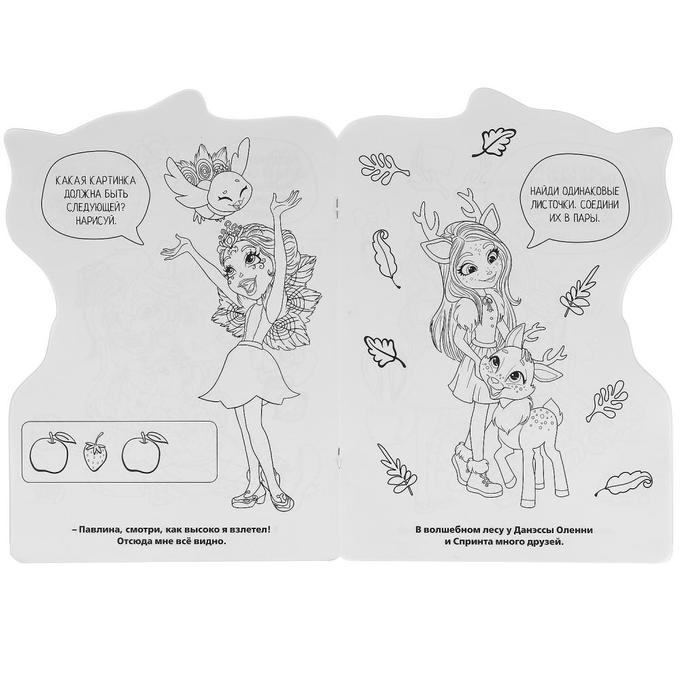 КАКАЯ КАРТИНКА
ДОЛЖНА БЫТЬ
СЛЕДУЮЩЕЙ?
НАРИСУЙ.
– Павлина, смотри, как высоко я взлетел!
Отсюда мне всё видно.
НАЙДИ ОДИНАКОВЫЕ
ЛИСТОЧКИ. СОЕДИНИ
ИХ В ПАРЫ.
В волшебном лесу у Данэссы Оленни
и Спринта много друзей.